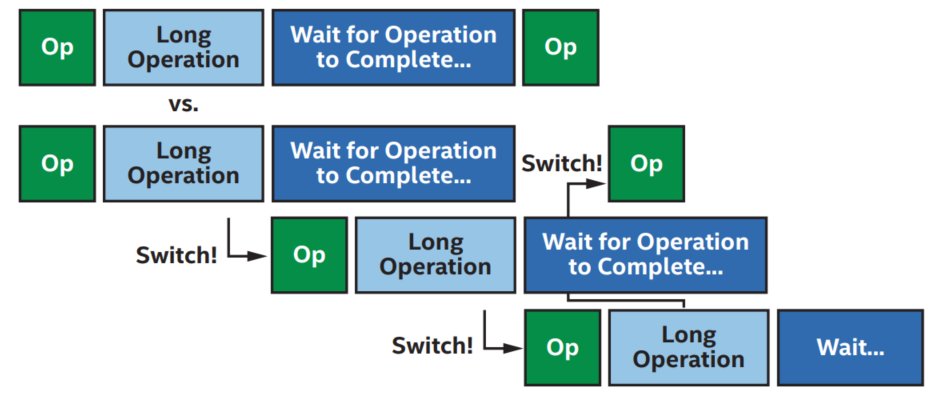 Op
Long
Operation
Wait for Operation
to Complete...
Op
vs.
Op
Long
Operation
Wait for Operation
to Complete...
Switch!
Op
Switch!
Op
Long
Operation
Wait for Operation
to Complete...
Switch!
Op
Long
Operation
Wait...